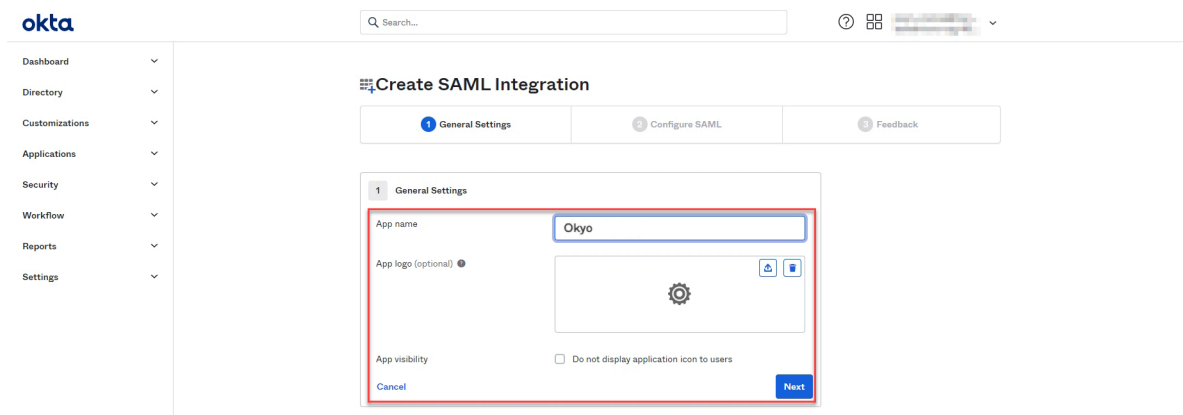 okta
Search...
Dashboard
Directory
Customizations
Applications
Security
Workflow
Reports
Settings
Create SAML Integration
1 General Settings
2 Configure SAML
3 Feedback
1 General Settings
App name
Okyo
App logo (optional)
App visibility
Do not display application icon to users
Cancel
Next